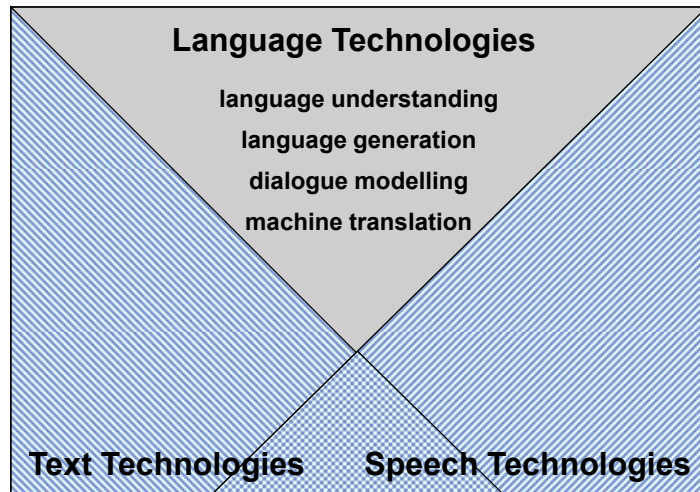 Language Technologies
language understanding
language generation
dialogue modelling
machine translation
Text Technologies
Speech Technologies